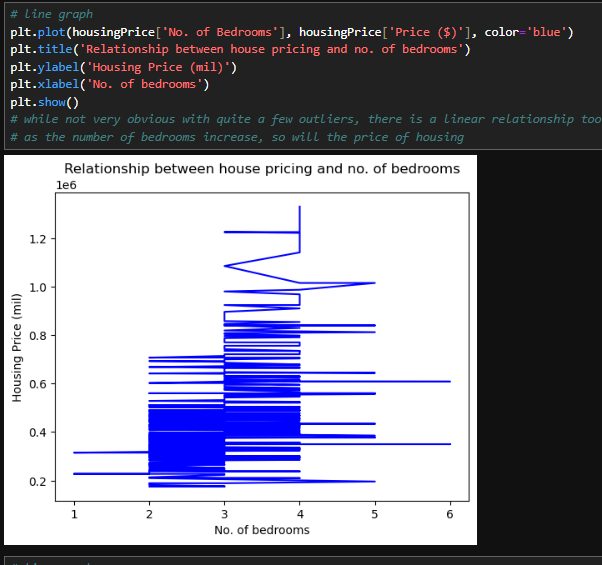 # line graph
plt.plot(housingPrice['No. of Bedrooms'], housingPrice['Price ($)'], color='blue')
plt.title('Relationship between house pricing and no. of bedrooms')
plt.ylabel('Housing Price (mil)')
plt.xlabel('No. of bedrooms')
plt.show()
# while not very obvious with quite a few outliers, there is a linear relationship too
# as the number of bedrooms increase, so will the price of housing
Relationship between house pricing and no. of bedrooms
1e6
1.2
1.0
0.8
0.6
0.4
0.2
Housing Price (mil)
1 2 3 4 5 6
No. of bedrooms